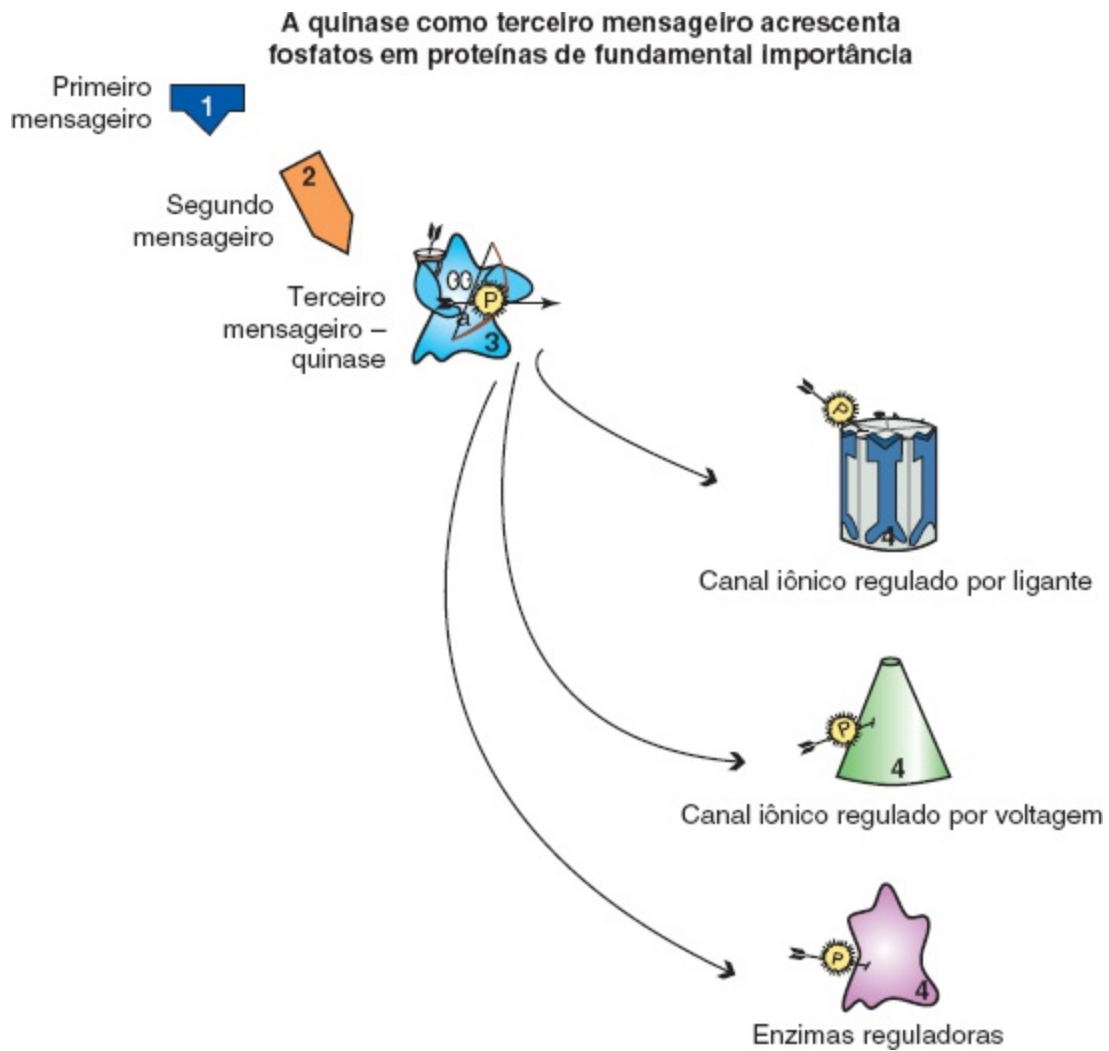 A quinase como terceiro mensageiro acrescenta
fosfatos em proteínas de fundamental importância
Primeiro
mensageiro
1
2
Segundo
mensageiro
Terceiro
mensageiro –
quinase
P
a
3
P
4
Canal iônico regulado por ligante
P
4
Canal iônico regulado por voltagem
P
4
Enzimas reguladoras